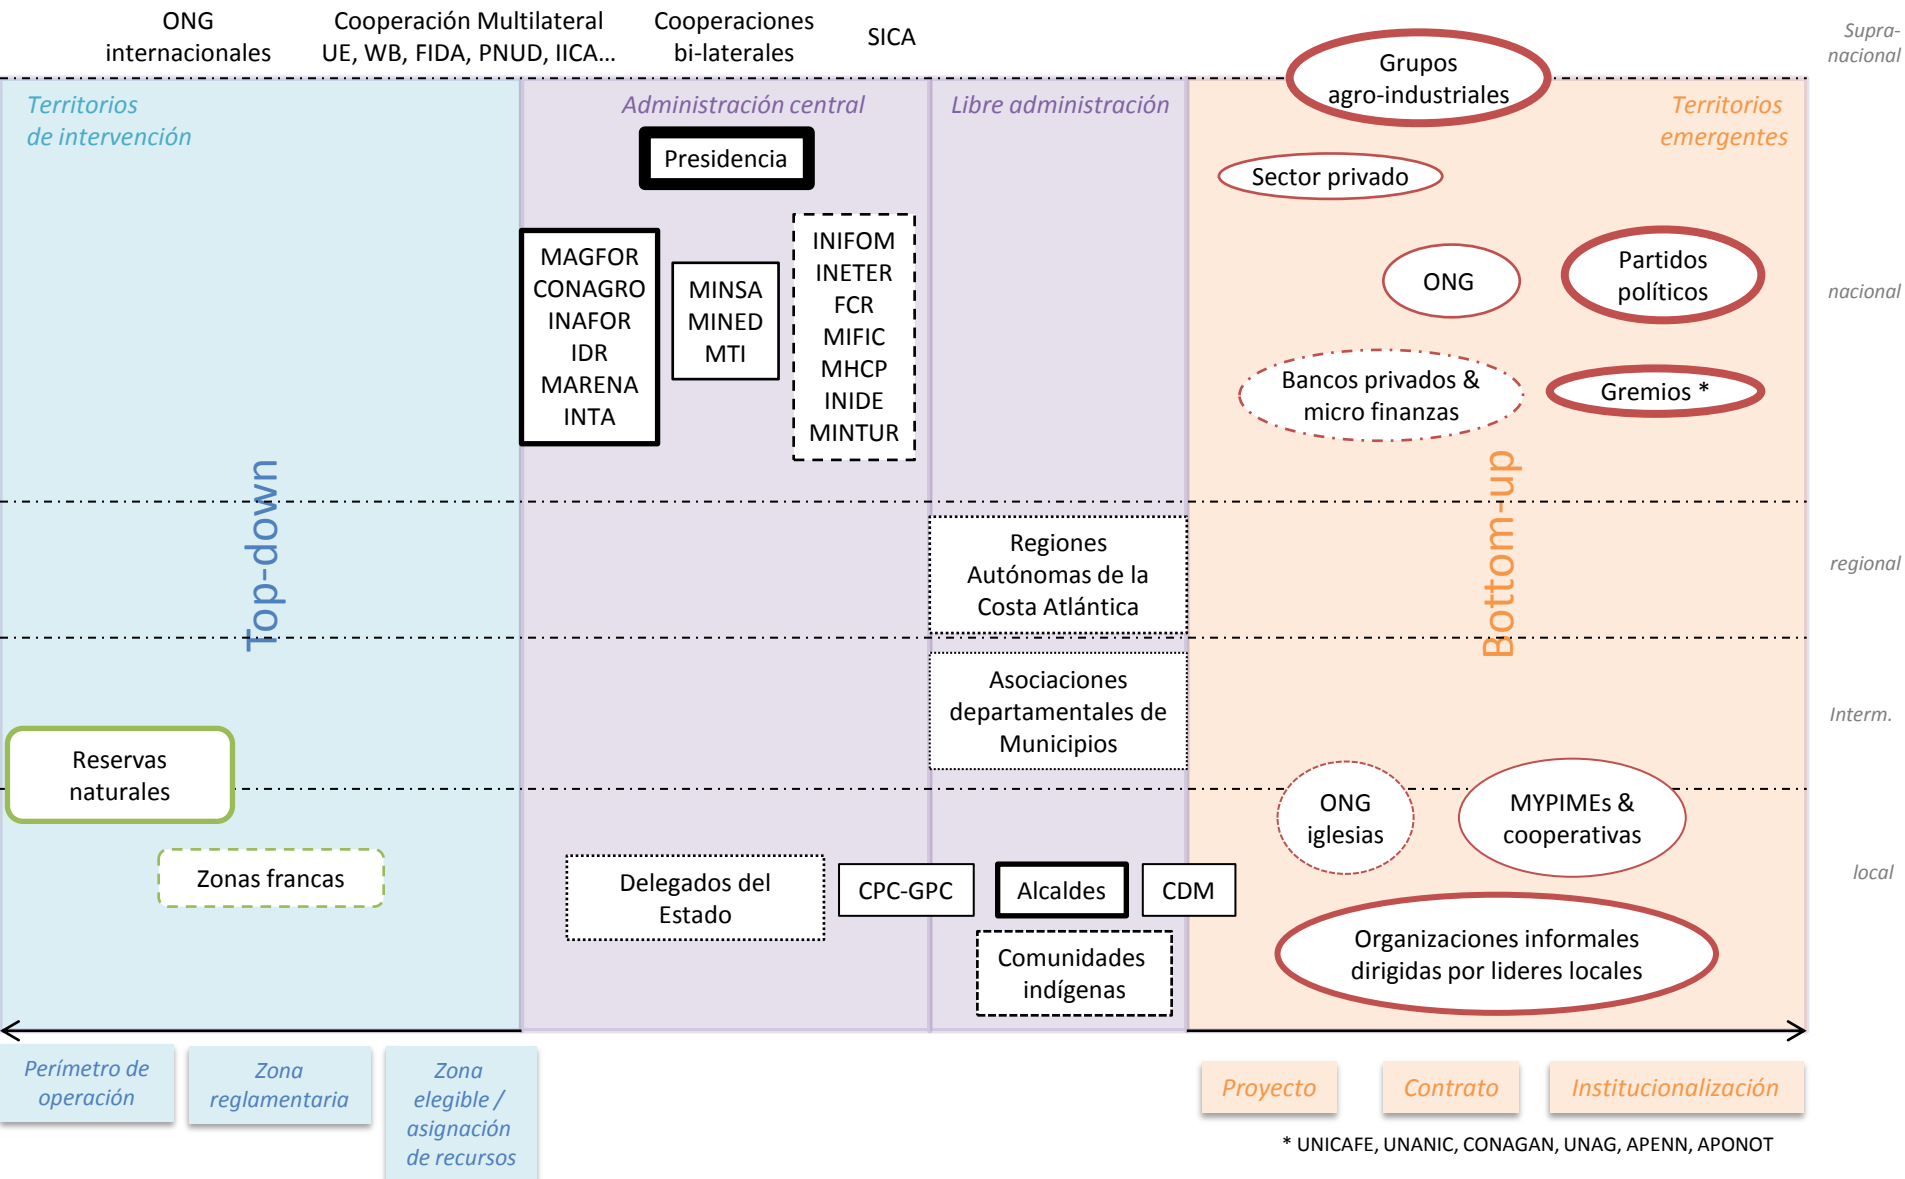 ONG
internacionales
Cooperación Multilateral
UE, WB, FIDA, PNUD, IICA...
Cooperaciones
bi-laterales
SICA
Supra-
nacional
Territorios
de intervención
Administración central
Libre administración
Grupos
agro-industriales
Territorios
emergentes
Presidencia
Sector privado
MAGFOR
CONAGRO
INAFOR
IDR
MARENA
INTA
MINSA
MINED
MTI
INIFOM
INETER
FCR
MIFIC
MHCP
INIDE
MINTUR
ONG
Partidos
políticos
nacional
Bancos privados &
micro finanzas
Gremios *
Top-down
Bottom-up
Regiones
Autónomas de la
Costa Atlántica
regional
Asociaciones
departamentales de
Municipios
Interm.
Reservas
naturales
ONG
iglesias
MYPIMEs &
cooperativas
Zonas francas
Delegados del
Estado
CPC-GPC
Alcaldes
CDM
local
Comunidades
indígenas
Organizaciones informales
dirigidas por lideres locales
Perímetro de
operación
Zona
reglamentaria
Zona
elegible /
asignación
de recursos
Proyecto
Contrato
Institucionalización
* UNICAFE, UNANIC, CONAGAN, UNAG, APENN, APONOT